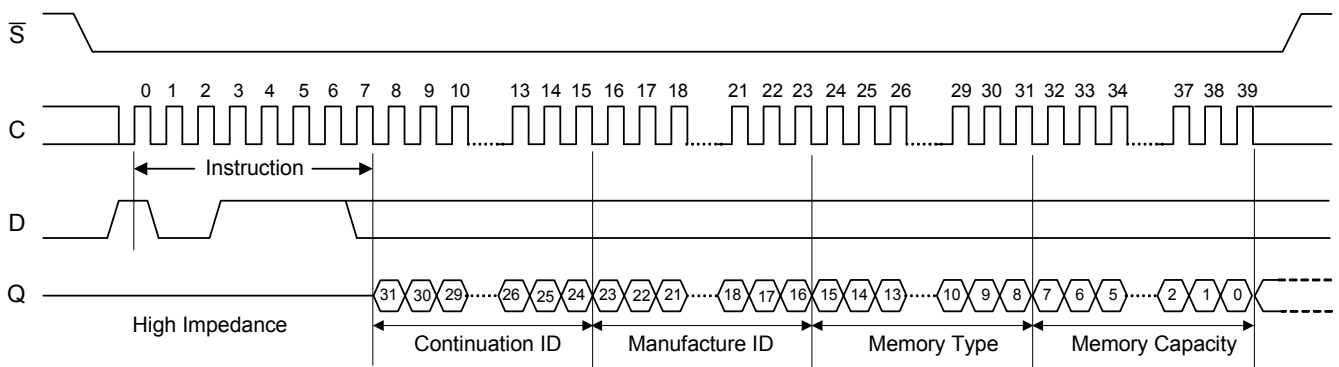 S
0 1 2 3 4 5 6 7 8 9 10 13 14 15 16 17 18 21 22 23 24 25 26 29 30 31 32 33 34 37 38 39
C
Instruction
D
Q 31 30 29 26 25 24 23 22 21 18 17 16 15 14 13 10 9 8 7 6 5 2 1 0
High Impedance
Continuation ID Manufacture ID Memory Type Memory Capacity